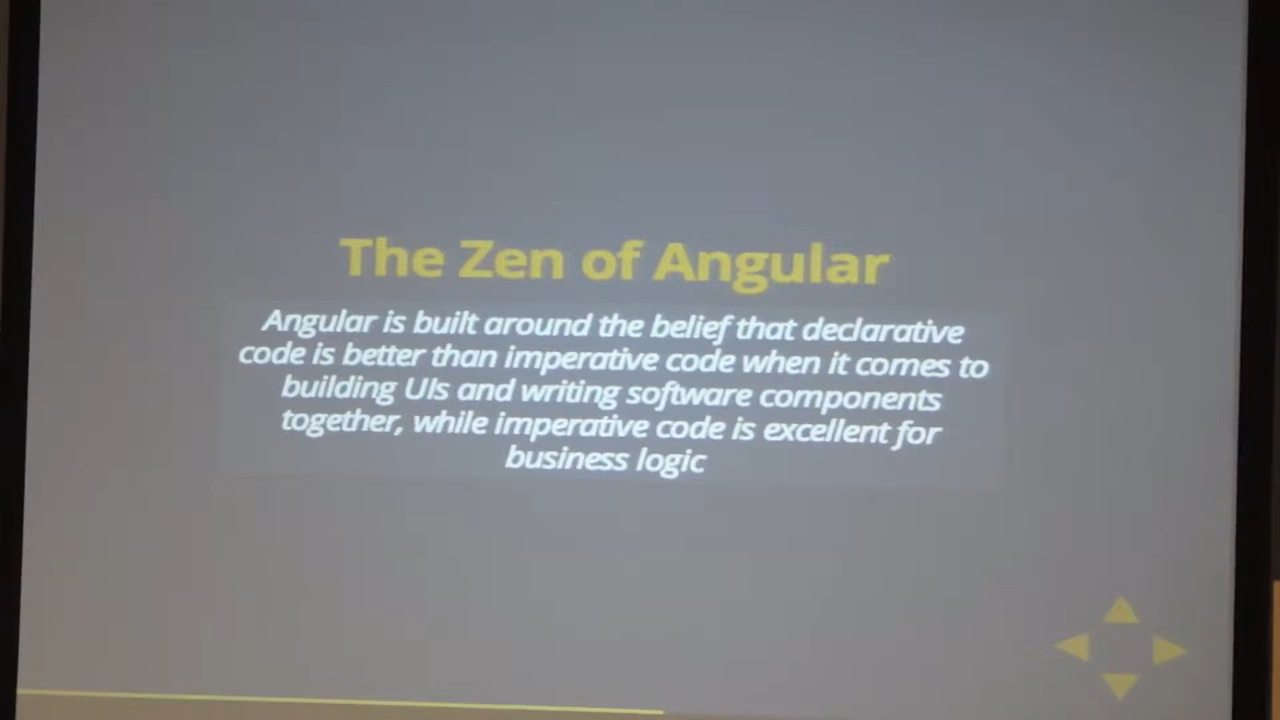 The Zen of Angular
Angular is built around the belief that declarative
code is better than imperative code when it comes to
building UIs and writing software components
together, while imperative code is excellent for
business logic